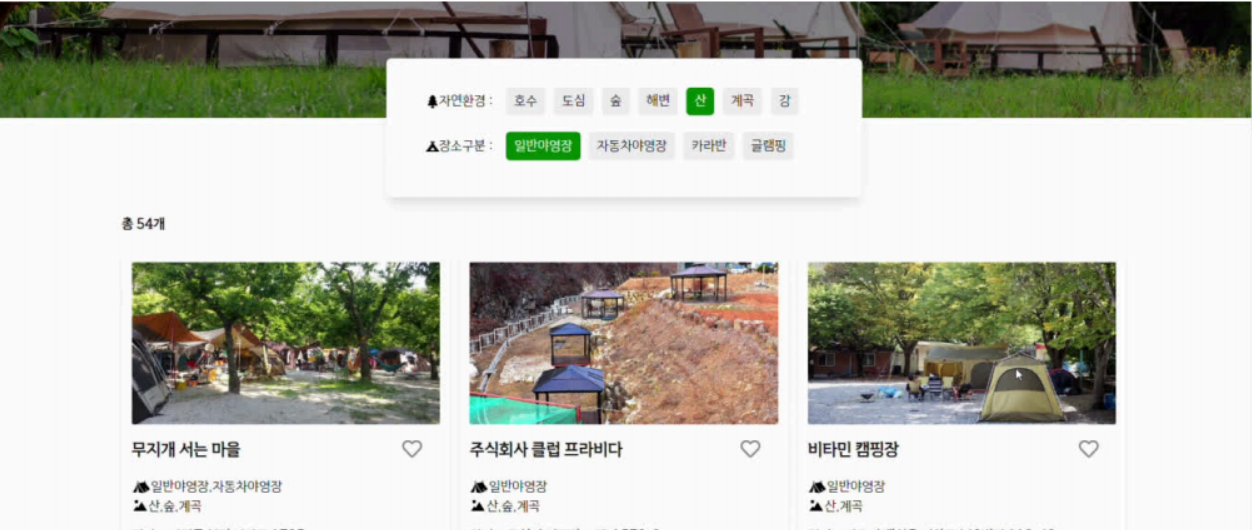 자연환경 : 호수 도심 숲 해변 산 계곡 강
장소구분 : 일반야영장 자동차야영장 카라반 글램핑
총 54개
무지개 서는 마을
일반야영장,자동차야영장
산,숲,계곡
주식회사 클럽 프라비다
일반야영장
산,숲,계곡
비타민 캠핑장
일반야영장
산,계곡